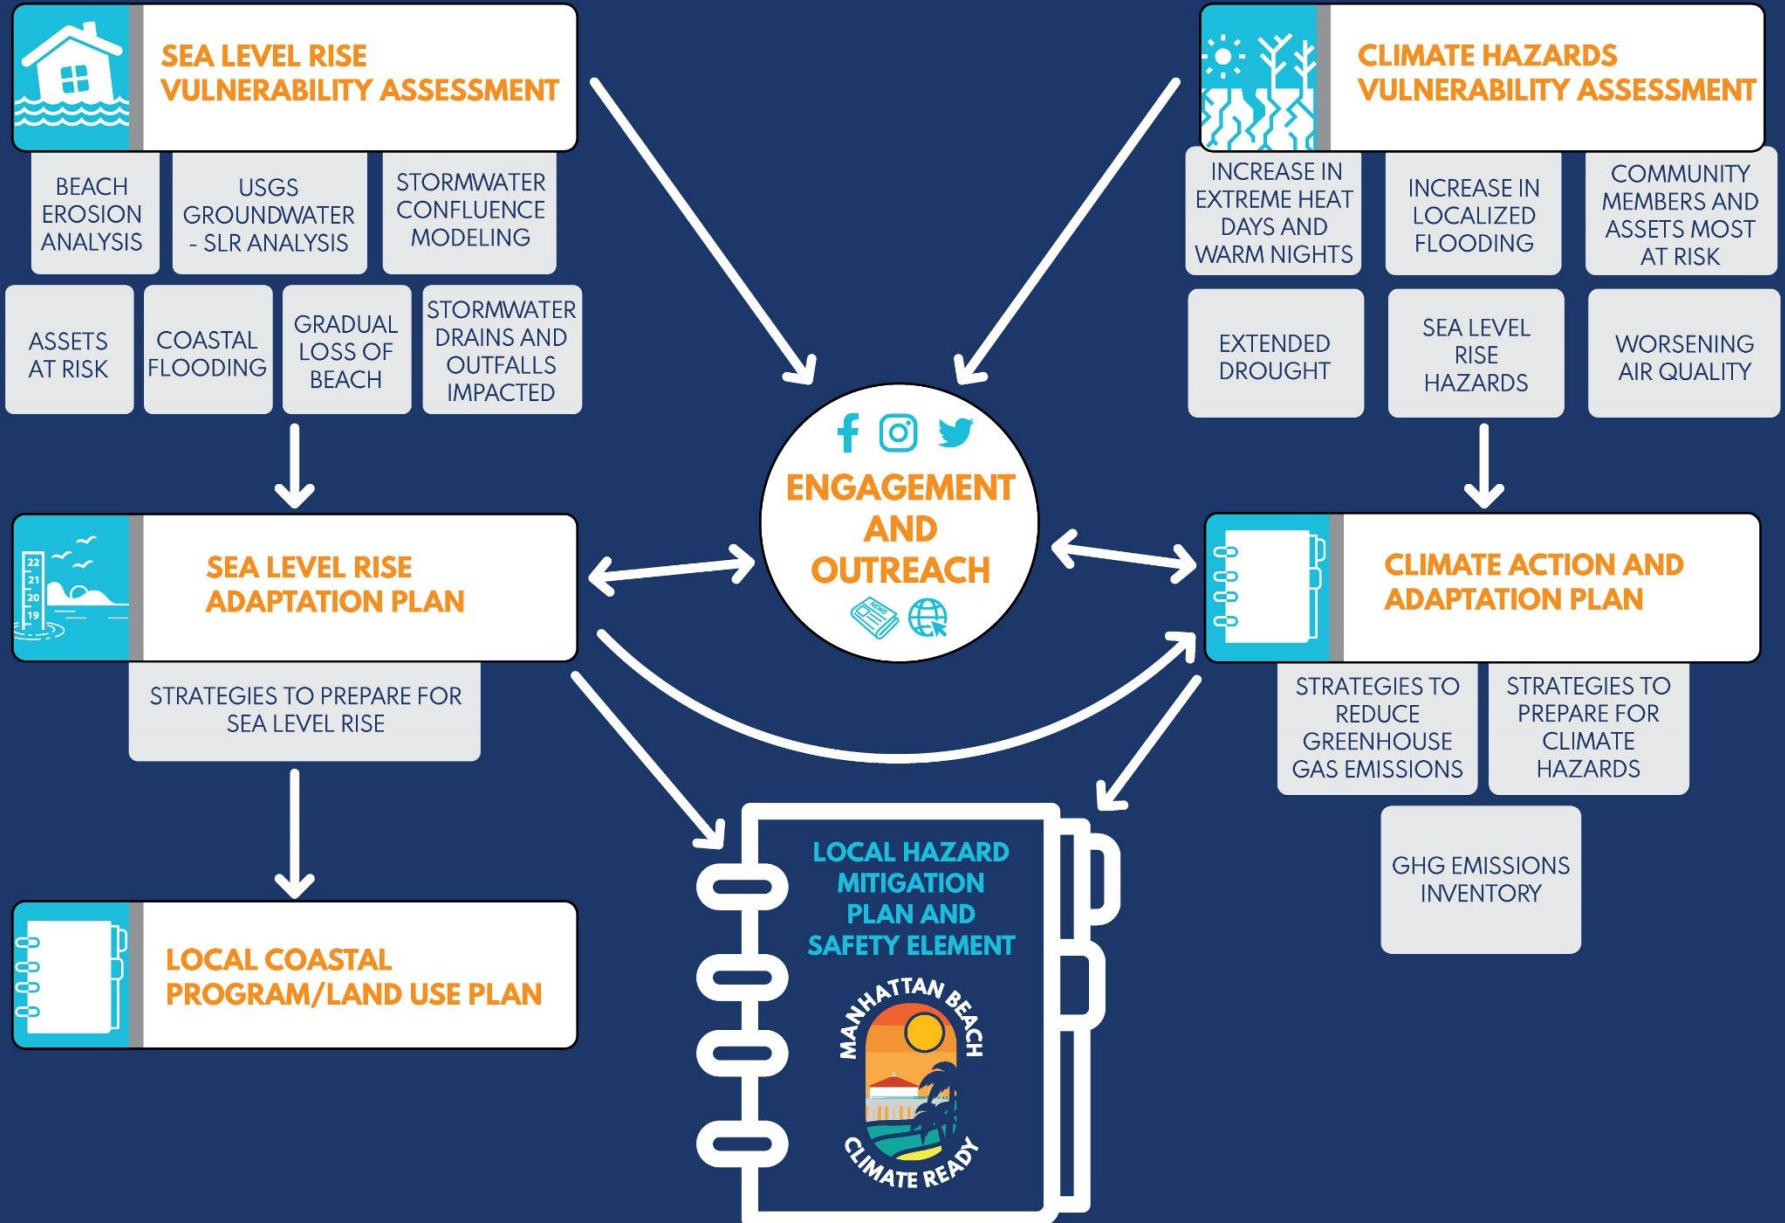 SEA LEVEL RISE
VULNERABILITY ASSESSMENT
BEACH
EROSION
ANALYSIS
USGS
GROUNDWATER
- SLR ANALYSIS
STORMWATER
CONFLUENCE
MODELING
ASSETS
AT RISK
COASTAL
FLOODING
GRADUAL
LOSS OF
BEACH
STORMWATER
DRAINS AND
OUTFALLS
IMPACTED
CLIMATE HAZARDS
VULNERABILITY ASSESSMENT
INCREASE IN
EXTREME HEAT
DAYS AND
WARM NIGHTS
INCREASE IN
LOCALIZED
FLOODING
COMMUNITY
MEMBERS AND
ASSETS MOST
AT RISK
EXTENDED
DROUGHT
SEA LEVEL
RISE
HAZARDS
WORSENING
AIR QUALITY
ENGAGEMENT
AND
OUTREACH
NEWS
22
21
20
19
SEA LEVEL RISE
ADAPTATION PLAN
STRATEGIES TO PREPARE FOR
SEA LEVEL RISE
CLIMATE ACTION AND
ADAPTATION PLAN
STRATEGIES TO
REDUCE
GREENHOUSE
GAS EMISSIONS
STRATEGIES TO
PREPARE FOR
CLIMATE
HAZARDS
GHG EMISSIONS
INVENTORY
LOCAL COASTAL
PROGRAM/LAND USE PLAN
LOCAL HAZARD
MITIGATION
PLAN AND
SAFETY ELEMENT
MANHATTAN BEACH
CLIMATE READY